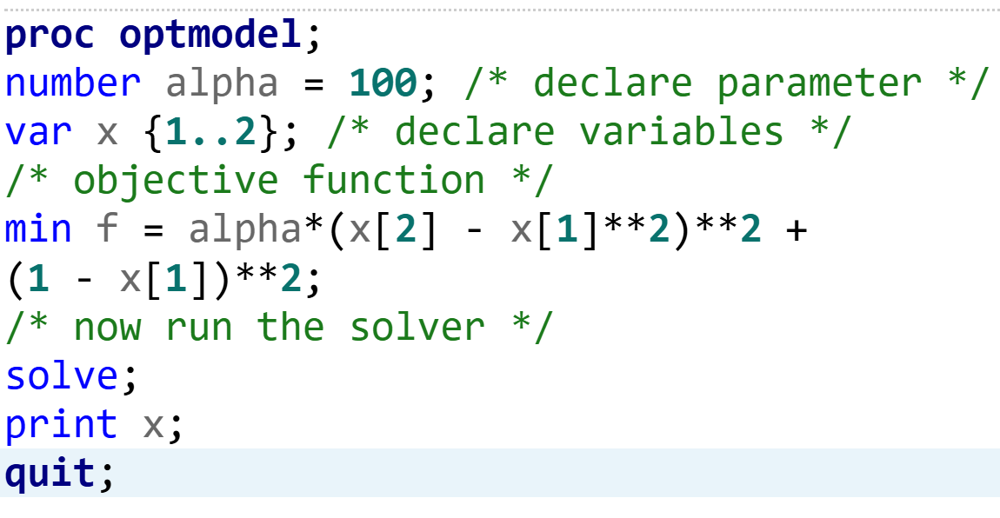 proc optmodel;
number alpha = 100; /* declare parameter */
var x {1..2}; /* declare variables */
/* objective function */
min f = alpha*(x[2] - x[1]**2)**2 +
(1 - x[1])**2;
/* now run the solver */
solve;
print x;
quit;